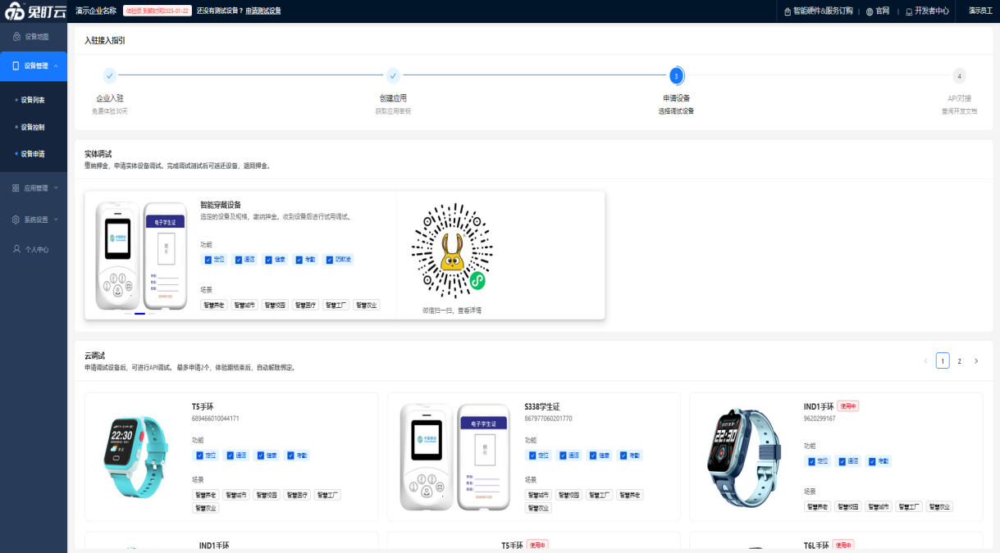 兔盯云
演示企业名称 体验版 到期时间2025-01-22 还没有测试设备？申请测试设备
智能硬件&服务订购 | 官网 | 开发者中心 演示员工
设备地图
设备管理
设备列表
设备控制
设备申请
应用管理
系统设置
个人中心
入驻接入指引
3
4
企业入驻 创建应用 申请设备 API对接
免费体验30天 获取应用密钥 选择调试设备 查阅开发文档
实体调试
缴纳押金，申请实体设备调试。完成调试测试后可返还设备，退回押金。
智能穿戴设备
选定的设备及规格，缴纳押金。收到设备后进行试用调试。
功能
定位 通话 健康 考勤 防欺凌
场景
智慧养老 智慧城市 智慧校园 智慧医疗 智慧工厂 智慧农业
电子学生证
照片
微信扫一扫，查看详情
云调试
申请调试设备后，可进行API调试。 最多申请2个，体验期结束后，自动解除绑定。
1 2
T5手环
689466010044171
功能
定位 通话 健康 考勤
场景
智慧养老 智慧城市 智慧校园 智慧医疗 智慧工厂
智慧农业
22:30
S338学生证
867977060201770
功能
定位 通话 健康 考勤
场景
智慧城市 智慧校园 智慧工厂 智慧养老
智慧农业
电子学生证
照片
IND1手环 使用中
9620299167
功能
定位 通话 考勤
场景
智慧养老 智慧校园 智慧城市 智慧工厂 智慧农业
22:30
IND1手环
T5手环 使用中
T6L手环 使用中